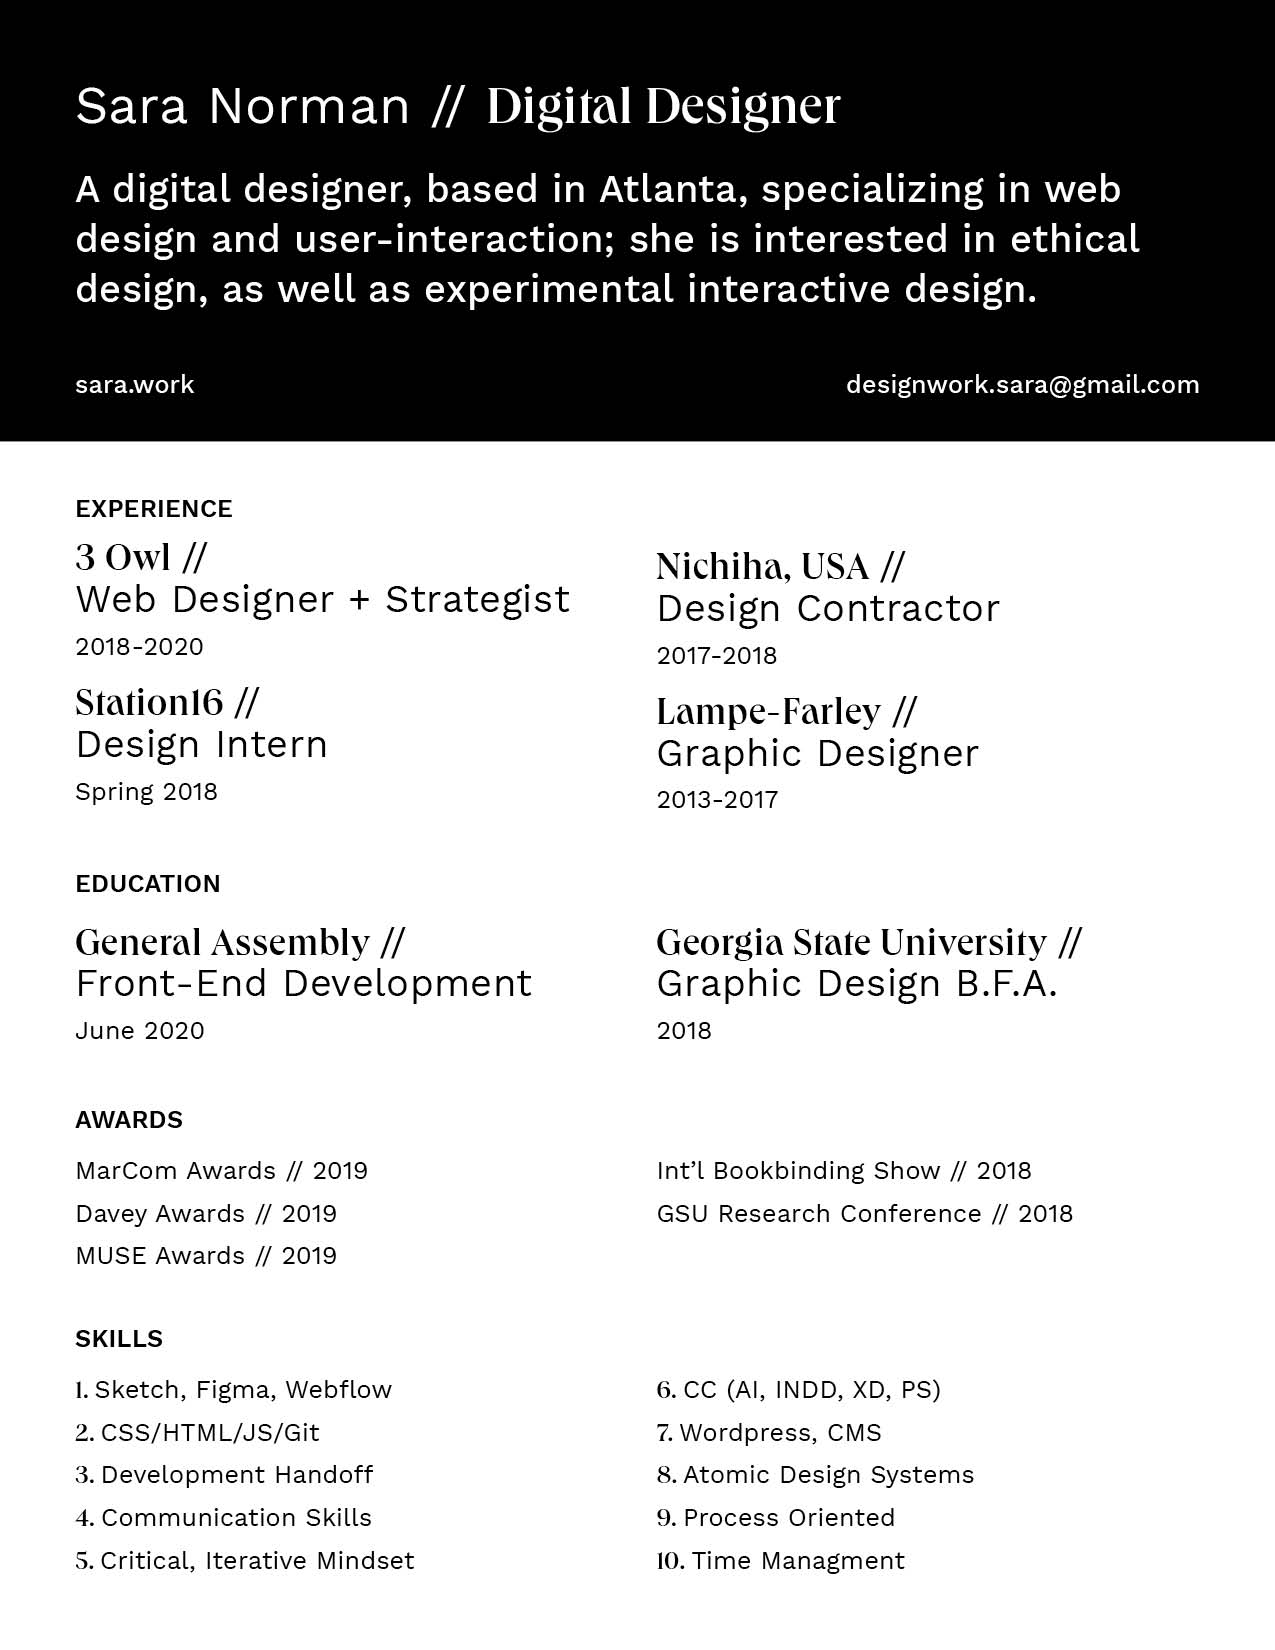 Sara Norman // Digital Designer
A digital designer, based in Atlanta, specializing in web
design and user-interaction; she is interested in ethical
design, as well as experimental interactive design.
sara.work
designwork.sara@gmail.com
EXPERIENCE
3 Owl //
Web Designer + Strategist
2018-2020
Nichiha, USA //
Design Contractor
2017-2018
Station16 //
Design Intern
Spring 2018
Lampe-Farley //
Graphic Designer
2013-2017
EDUCATION
General Assembly //
Front-End Development
June 2020
Georgia State University //
Graphic Design B.F.A.
2018
AWARDS
MarCom Awards // 2019
Davey Awards // 2019
MUSE Awards // 2019
Int’l Bookbinding Show // 2018
GSU Research Conference // 2018
SKILLS
1. Sketch, Figma, Webflow
2. CSS/HTML/JS/Git
3. Development Handoff
4. Communication Skills
5. Critical, Iterative Mindset
6. CC (AI, INDD, XD, PS)
7. Wordpress, CMS
8. Atomic Design Systems
9. Process Oriented
10. Time Managment